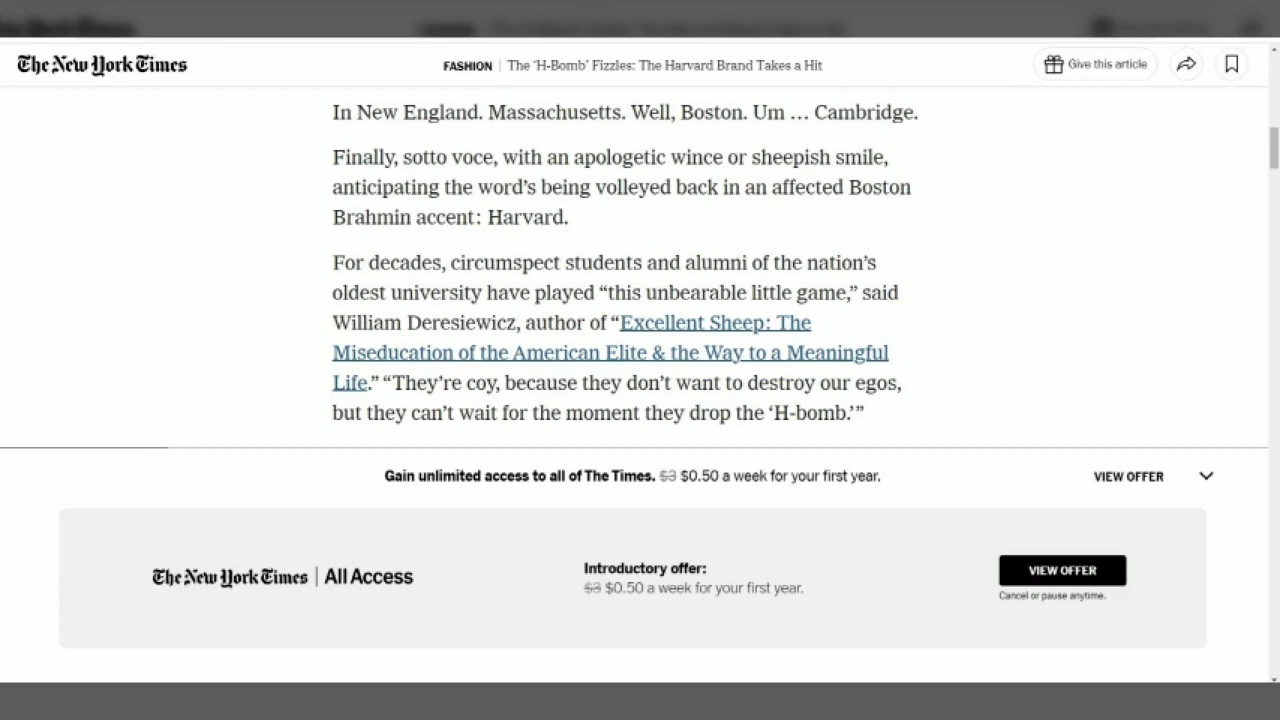 The New York Times
FASHION | The ‘H-Bomb’ Fizzles: The Harvard Brand Takes a Hit
Give this article
In New England. Massachusetts. Well, Boston. Um … Cambridge.
Finally, sotto voce, with an apologetic wince or sheepish smile,
anticipating the word’s being volleyed back in an affected Boston
Brahmin accent: Harvard.
For decades, circumspect students and alumni of the nation’s
oldest university have played “this unbearable little game,” said
William Deresiewicz, author of “Excellent Sheep: The
Miseducation of the American Elite & the Way to a Meaningful
Life.” “They’re coy, because they don’t want to destroy our egos,
but they can’t wait for the moment they drop the ‘H-bomb.’”
Gain unlimited access to all of The Times. $3 $0.50 a week for your first year.
VIEW OFFER
The New York Times | All Access
Introductory offer:
$3 $0.50 a week for your first year.
VIEW OFFER
Cancel or pause anytime.